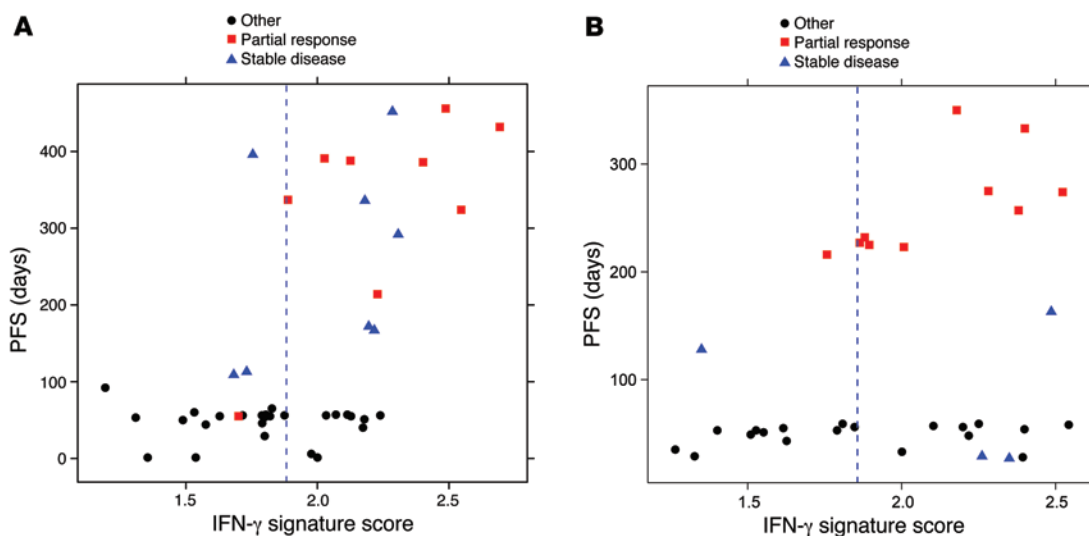 A
Other
Partial response
Stable disease
400
300
200
100
0
PFS (days)
1.5 2.0 2.5
IFN-γ signature score
B
Other
Partial response
Stable disease
300
200
100
PFS (days)
1.5 2.0 2.5
IFN-γ signature score